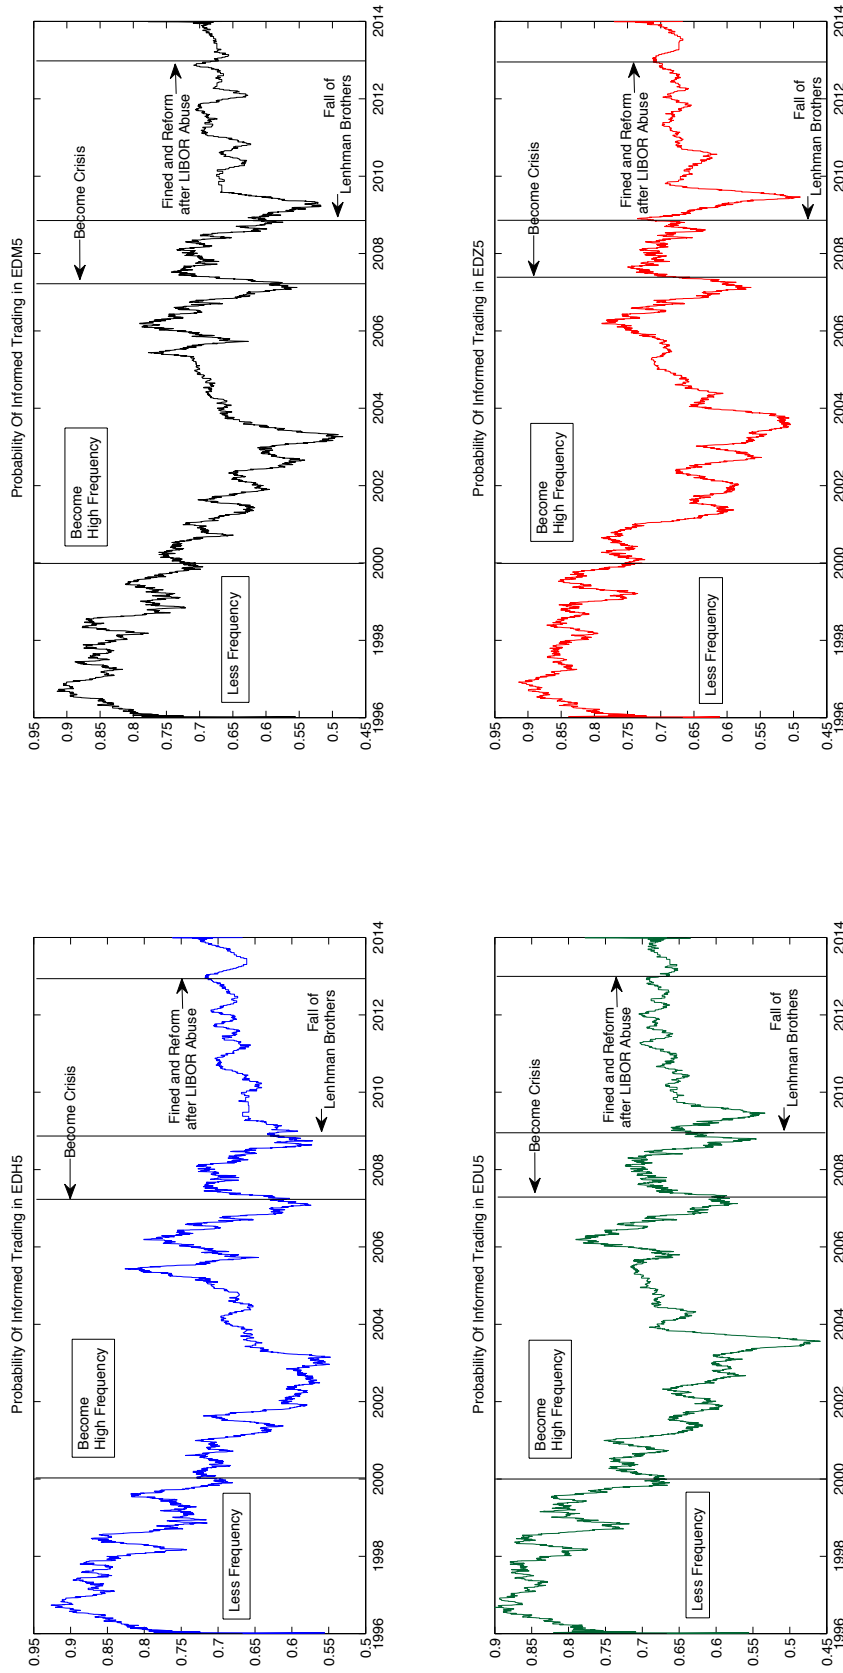 Probability Of Informed Trading in EDH5
0.95
0.9
0.85
0.8
0.75
0.7
0.65
0.6
0.55
0.5
1996
1998
2000
2002
2004
2006
2008
2010
2012
2014
Less Frequency
Become
High Frequency
Become Crisis
Fined and Reform
after LIBOR Abuse
Fall of
Lenhman Brothers
Probability Of Informed Trading in EDM5
0.95
0.9
0.85
0.8
0.75
0.7
0.65
0.6
0.55
0.5
0.45
1996
1998
2000
2002
2004
2006
2008
2010
2012
2014
Less Frequency
Become
High Frequency
Become Crisis
Fined and Reform
after LIBOR Abuse
Fall of
Lenhman Brothers
Probability Of Informed Trading in EDU5
0.9
0.85
0.8
0.75
0.7
0.65
0.6
0.55
0.5
0.45
1996
1998
2000
2002
2004
2006
2008
2010
2012
2014
Less Frequency
Become
High Frequency
Become Crisis
Fined and Reform
after LIBOR Abuse
Fall of
Lenhman Brothers
Probability Of Informed Trading in EDZ5
0.95
0.9
0.85
0.8
0.75
0.7
0.65
0.6
0.55
0.5
0.45
1996
1998
2000
2002
2004
2006
2008
2010
2012
2014
Less Frequency
Become
High Frequency
Become Crisis
Fined and Reform
after LIBOR Abuse
Fall of
Lenhman Brothers